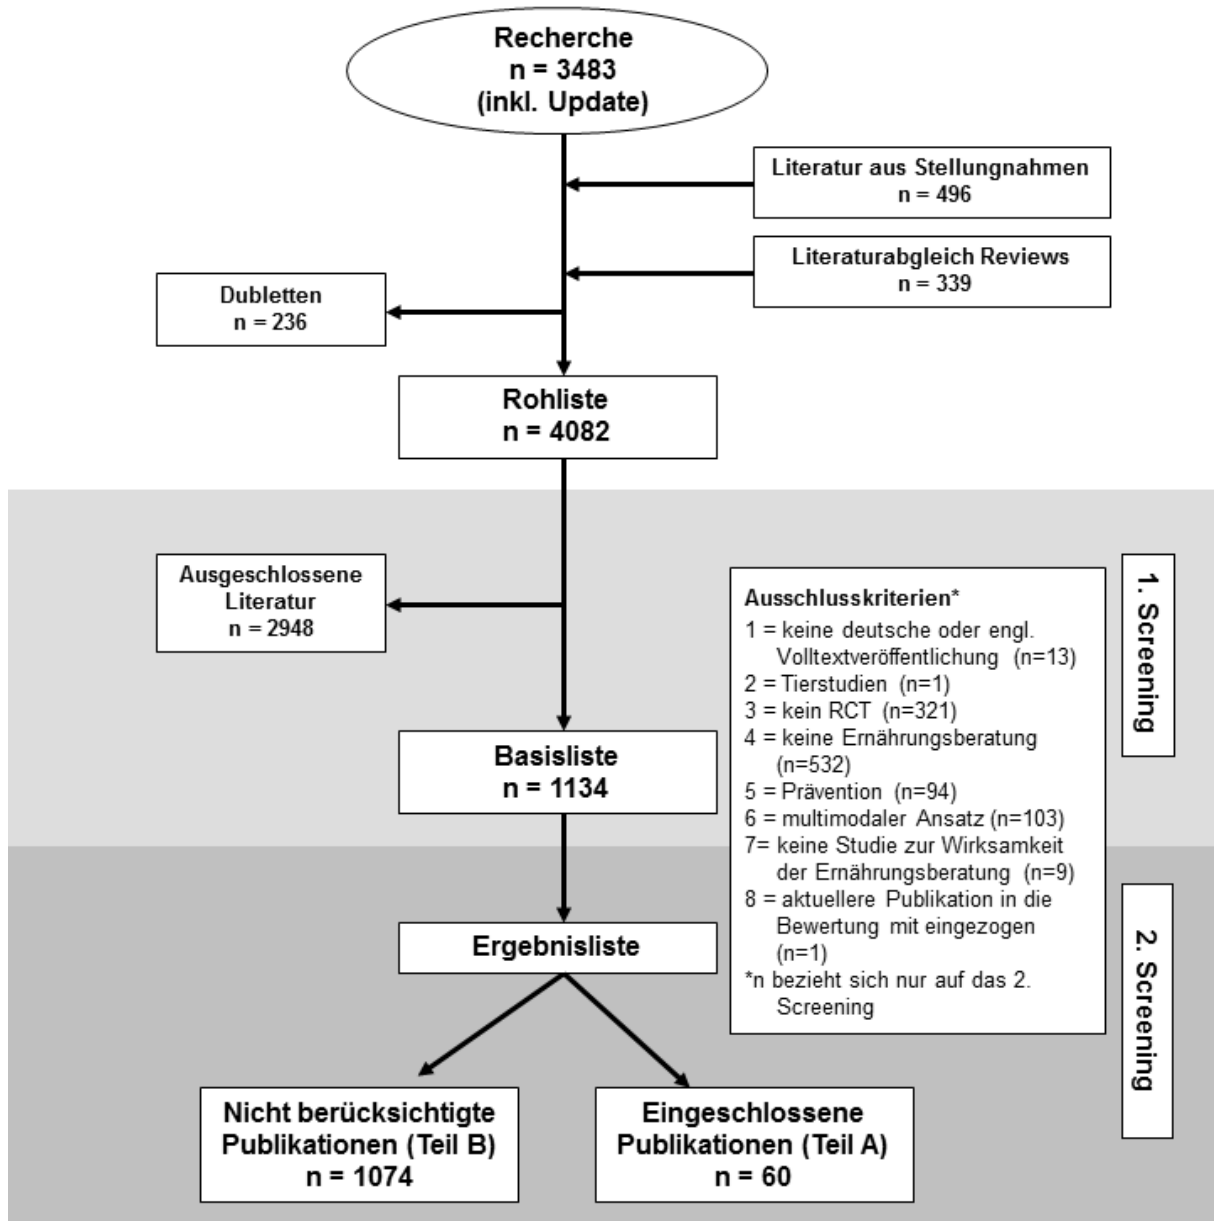 Recherche
n = 3483
(inkl. Update)
Literatur aus Stellungnahmen
n = 496
Literaturabgleich Reviews
n = 339
Dubletten
n = 236
Rohliste
n = 4082
Ausgeschlossene
Literatur
n = 2948
1. Screening
Ausschlusskriterien*
1 = keine deutsche oder engl.
Volltextveröffentlichung (n=13)
2 = Tierstudien (n=1)
3 = kein RCT (n=321)
4 = keine Ernährungsberatung
(n=532)
5 = Prävention (n=94)
6 = multimodaler Ansatz (n=103)
7= keine Studie zur Wirksamkeit
der Ernährungsberatung (n=9)
8 = aktuellere Publikation in die
Bewertung mit eingezogen
(n=1)
*n bezieht sich nur auf das 2.
Screening
Basisliste
n = 1134
2. Screening
Ergebnisliste
Nicht berücksichtigte
Publikationen (Teil B)
n = 1074
Eingeschlossene
Publikationen (Teil A)
n = 60